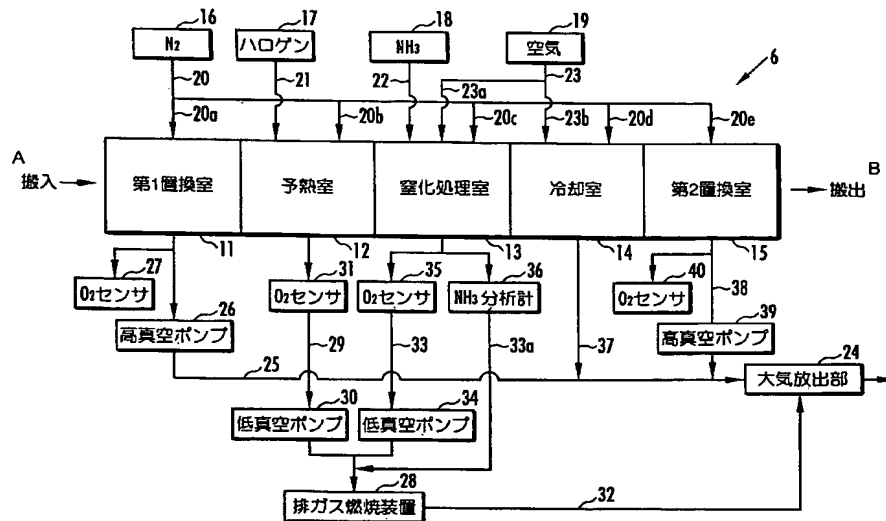 16 17 18 19
N2 ハロゲン NH3 空気
6
20 21 22 23
23a
20a 20b 20c 23b 20d 20e
A B
搬入 第1置換室 予熱室 窒化処理室 冷却室 第2置換室 搬出
11 12 13 14 15
27 31 35 36 40
O2センサ O2センサ O2センサ NH3分析計 O2センサ
38
26 39
高真空ポンプ 29 33 33a 37 高真空ポンプ
25 24
大気放出部
30 34
低真空ポンプ 低真空ポンプ
28
排ガス燃焼装置 32